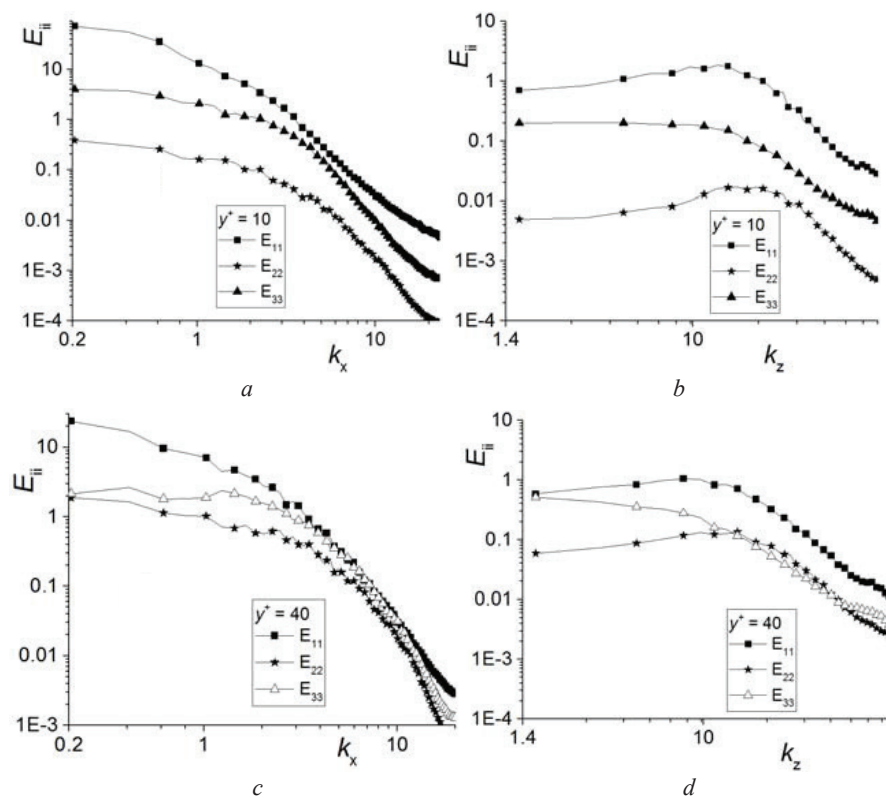 E_ii
10
1
0.1
0.01
1E-3
1E-4
y⁺ = 10
E₁₁
E₂₂
E₃₃
0.2
1
10
k_x
a
E_ii
10
1
0.1
0.01
1E-3
1E-4
y⁺ = 10
E₁₁
E₂₂
E₃₃
1.4
10
k_z
b
E_ii
10
1
0.1
0.01
1E-3
y⁺ = 40
E₁₁
E₂₂
E₃₃
0.2
1
10
k_x
c
E_ii
10
1
0.1
0.01
1E-3
1E-4
y⁺ = 40
E₁₁
E₂₂
E₃₃
1.4
10
k_z
d